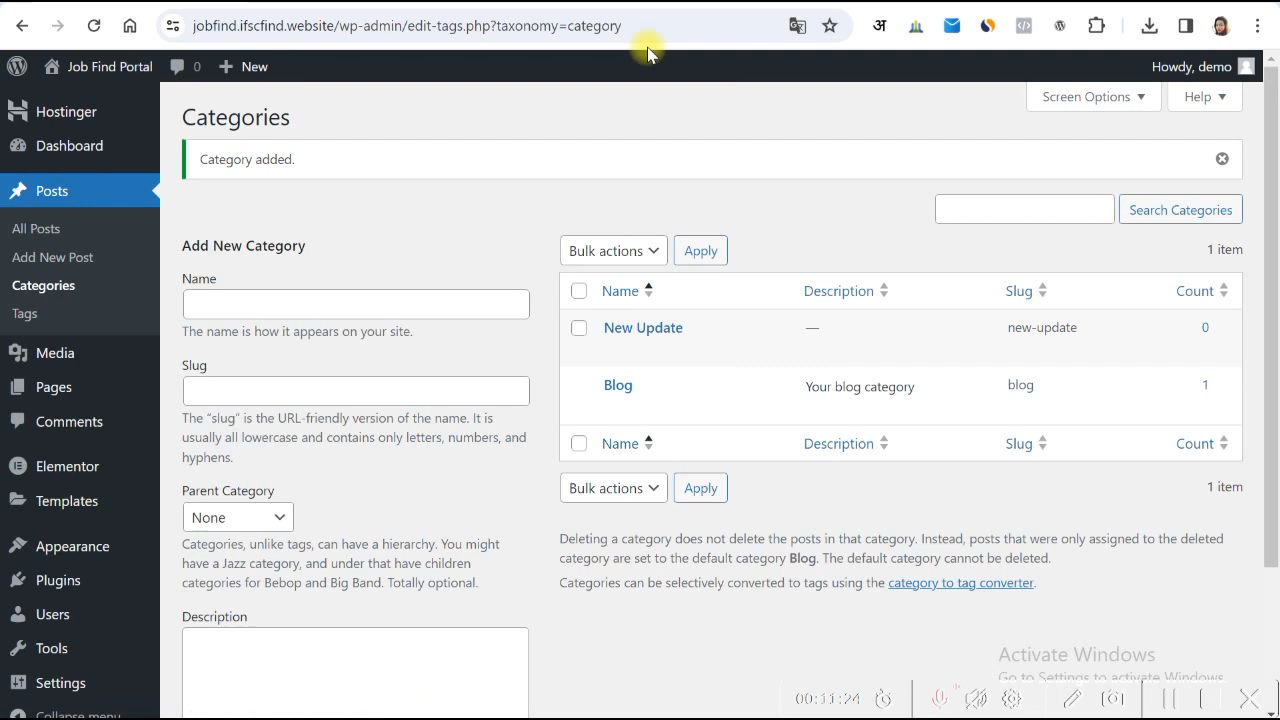 jobfind.ifscfind.website/wp-admin/edit-tags.php?taxonomy=category
अ
Job Find Portal 0 + New Howdy, demo
Hostinger
Dashboard
Posts
All Posts
Add New Post
Categories
Tags
Media
Pages
Comments
Elementor
Templates
Appearance
Plugins
Users
Tools
Settings
Collapse menu
Screen Options Help
Categories
Category added.
Search Categories
Add New Category
Name
The name is how it appears on your site.
Slug
The “slug” is the URL-friendly version of the name. It is
usually all lowercase and contains only letters, numbers, and
hyphens.
Parent Category
None
Categories, unlike tags, can have a hierarchy. You might
have a Jazz category, and under that have children
categories for Bebop and Big Band. Totally optional.
Description
Bulk actions Apply 1 item
Name Description Slug Count
New Update — new-update 0
Blog Your blog category blog 1
Name Description Slug Count
Bulk actions Apply 1 item
Deleting a category does not delete the posts in that category. Instead, posts that were only assigned to the deleted
category are set to the default category Blog. The default category cannot be deleted.
Categories can be selectively converted to tags using the category to tag converter.
Activate Windows
Go to Settings to activate Windows.
00:11:24